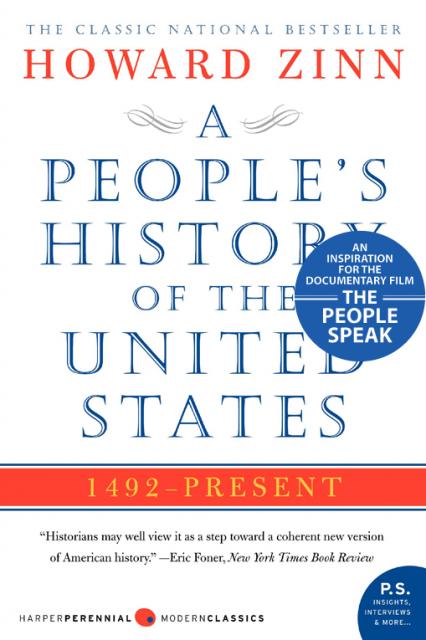 THE CLASSIC NATIONAL BESTSELLER
HOWARD ZINN
A
PEOPLE'S
HISTORY
OF THE
UNITED
STATES
AN
INSPIRATION
FOR THE
DOCUMENTARY FILM
THE
PEOPLE
SPEAK
1492–PRESENT
“Historians may well view it as a step toward a coherent new version
of American history.” —Eric Foner, New York Times Book Review
P.S.
INSIGHTS,
INTERVIEWS
& MORE...
HARPERPERENNIAL MODERNCLASSICS